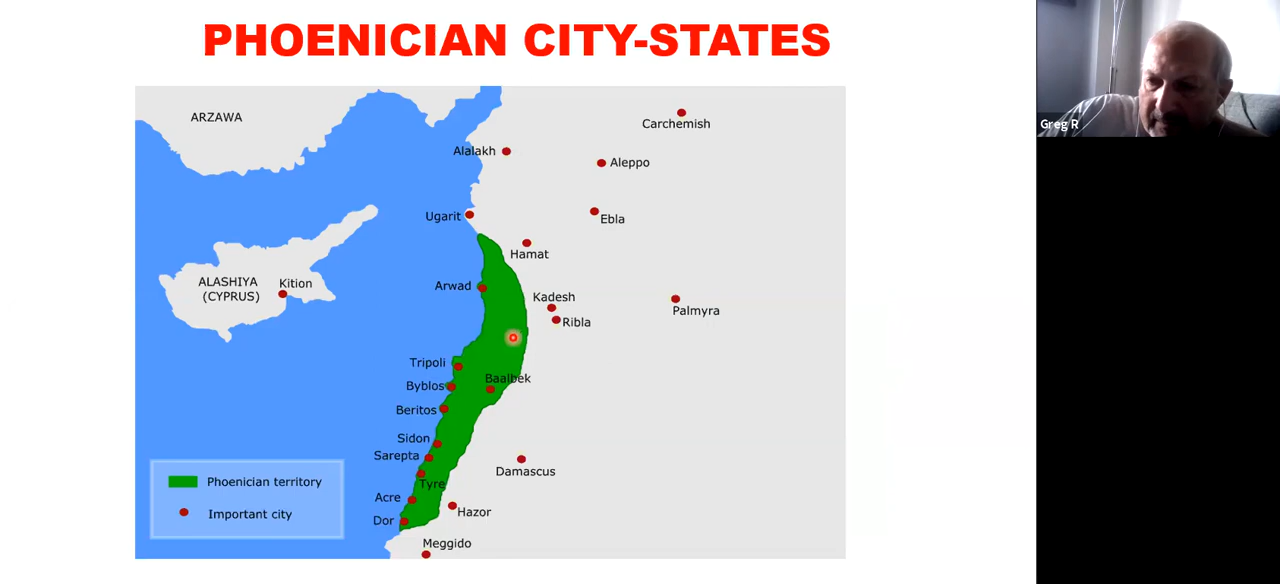 PHOENICIAN CITY-STATES
Greg R
ARZAWA
Carchemish
Alalakh
Aleppo
Ugarit
Ebla
Hamat
ALASHIYA
(CYPRUS)
Kition
Arwad
Kadesh
Ribla
Palmyra
Tripoli
Baalbek
Byblos
Beritos
Sidon
Sarepta
Damascus
Tyre
Acre
Hazor
Dor
Meggido
Phoenician territory
Important city